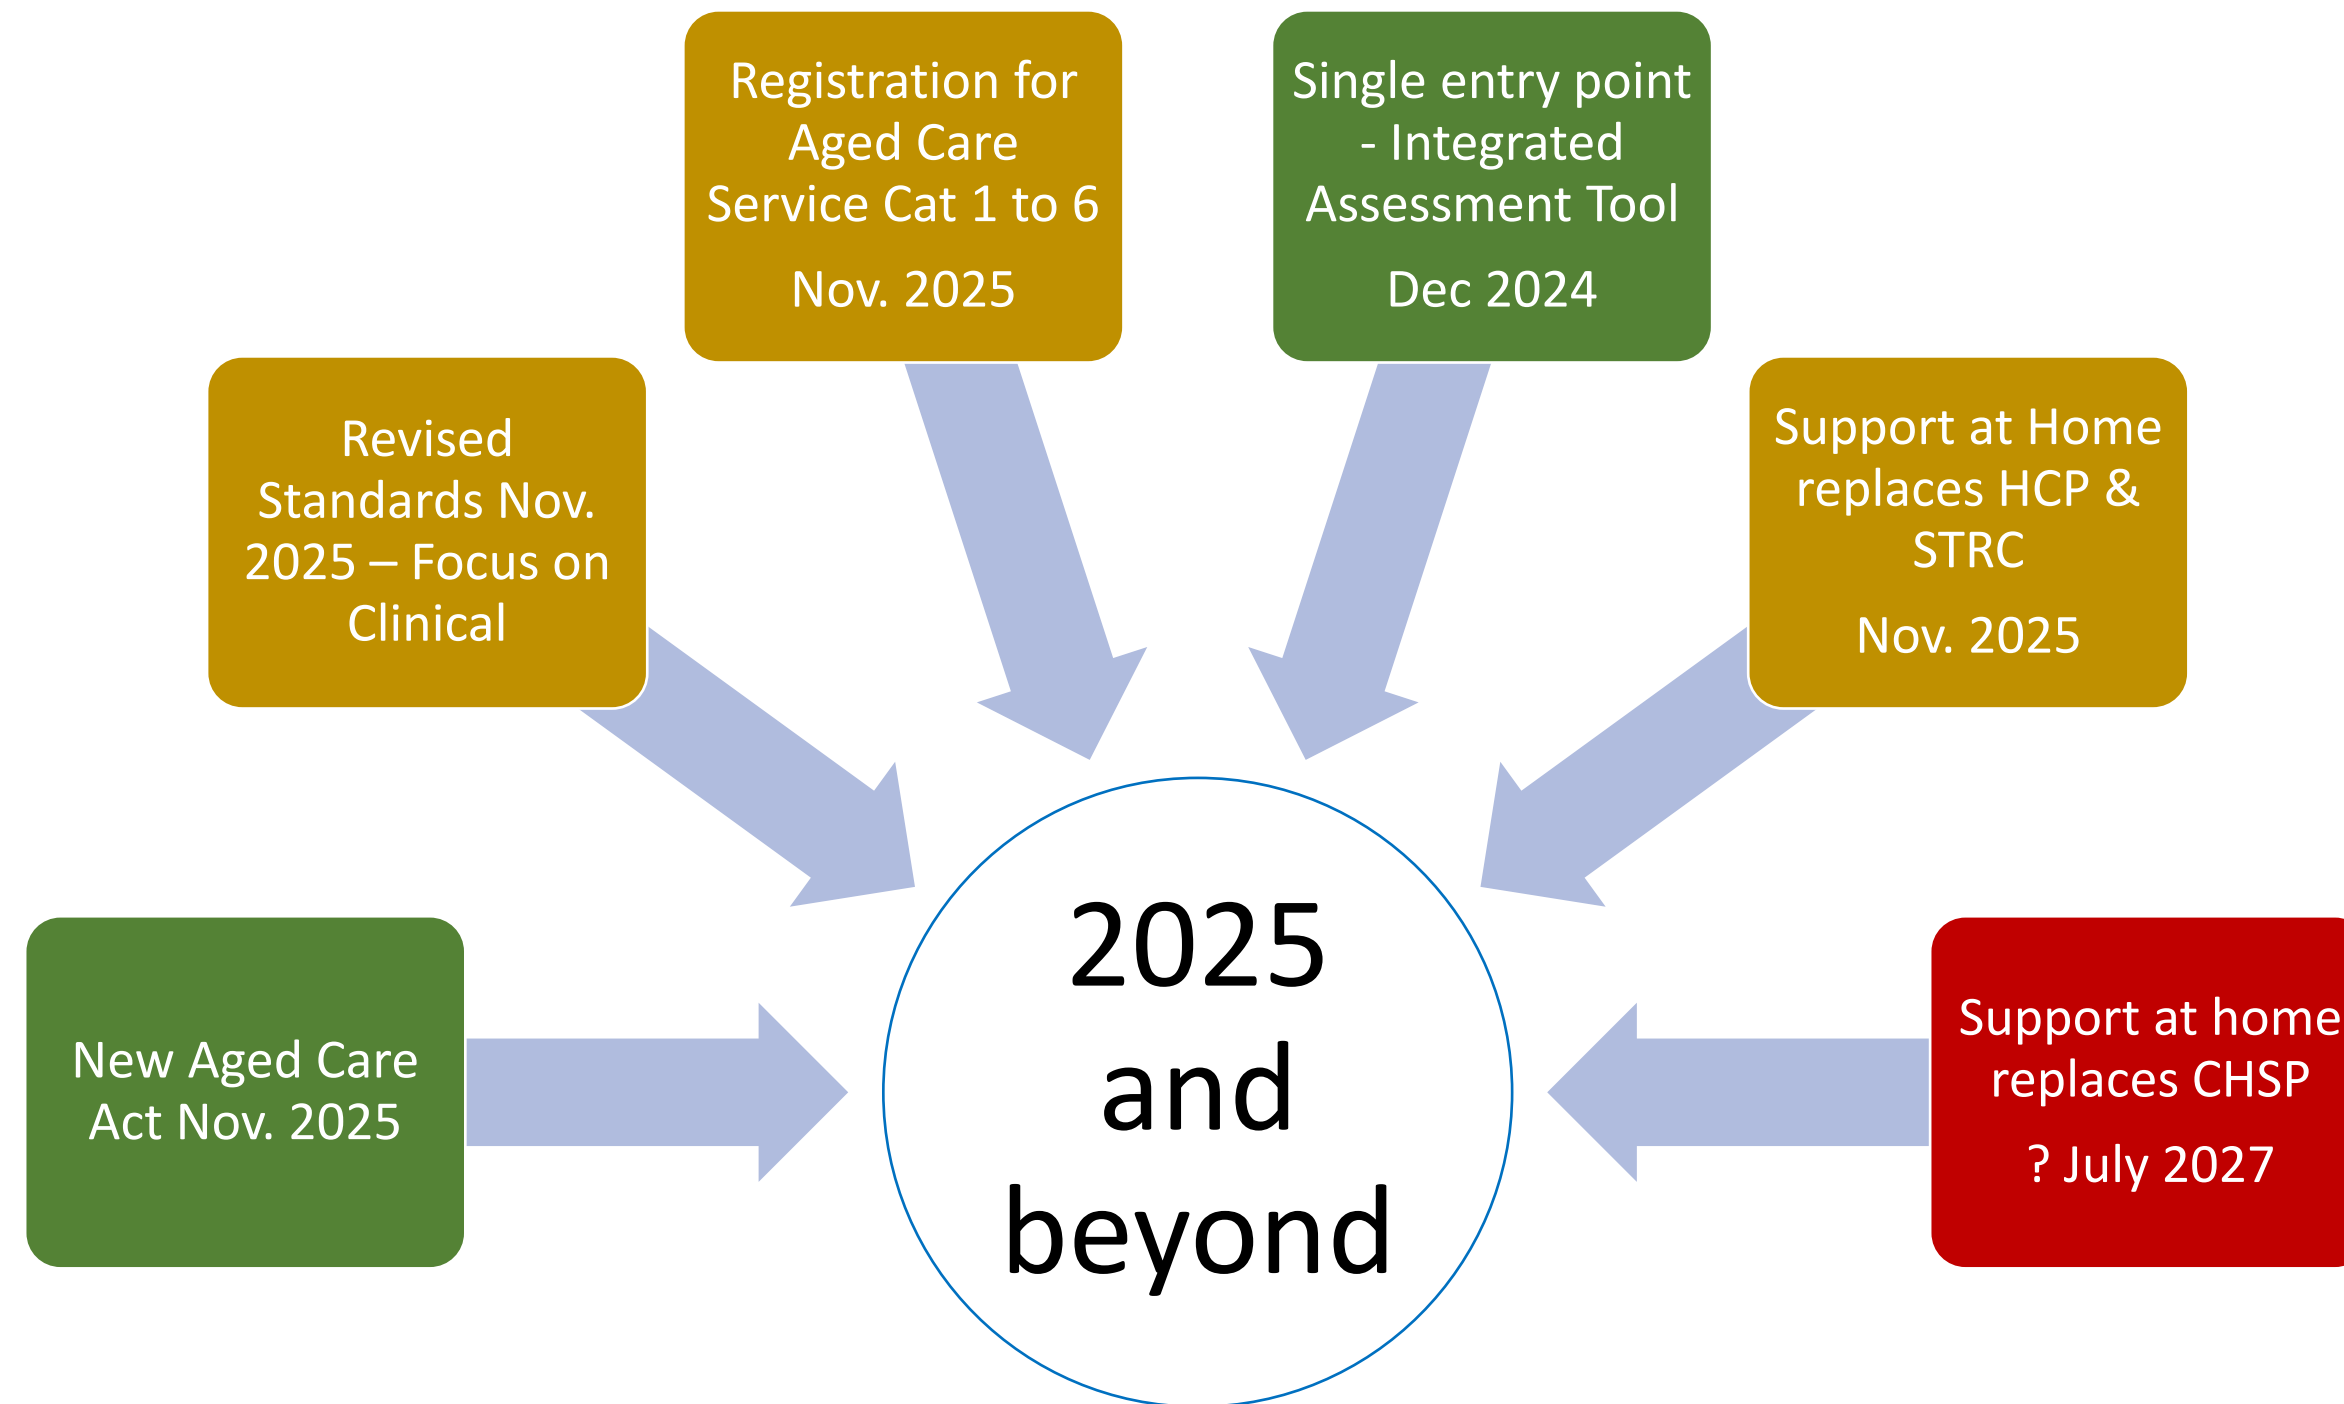 Registration for
Aged Care
Service Cat 1 to 6
Nov. 2025
Single entry point
- Integrated
Assessment Tool
Dec 2024
Revised
Standards Nov.
2025 – Focus on
Clinical
Support at Home
replaces HCP &
STRC
Nov. 2025
New Aged Care
Act Nov. 2025
2025
and
beyond
Support at home
replaces CHSP
? July 2027